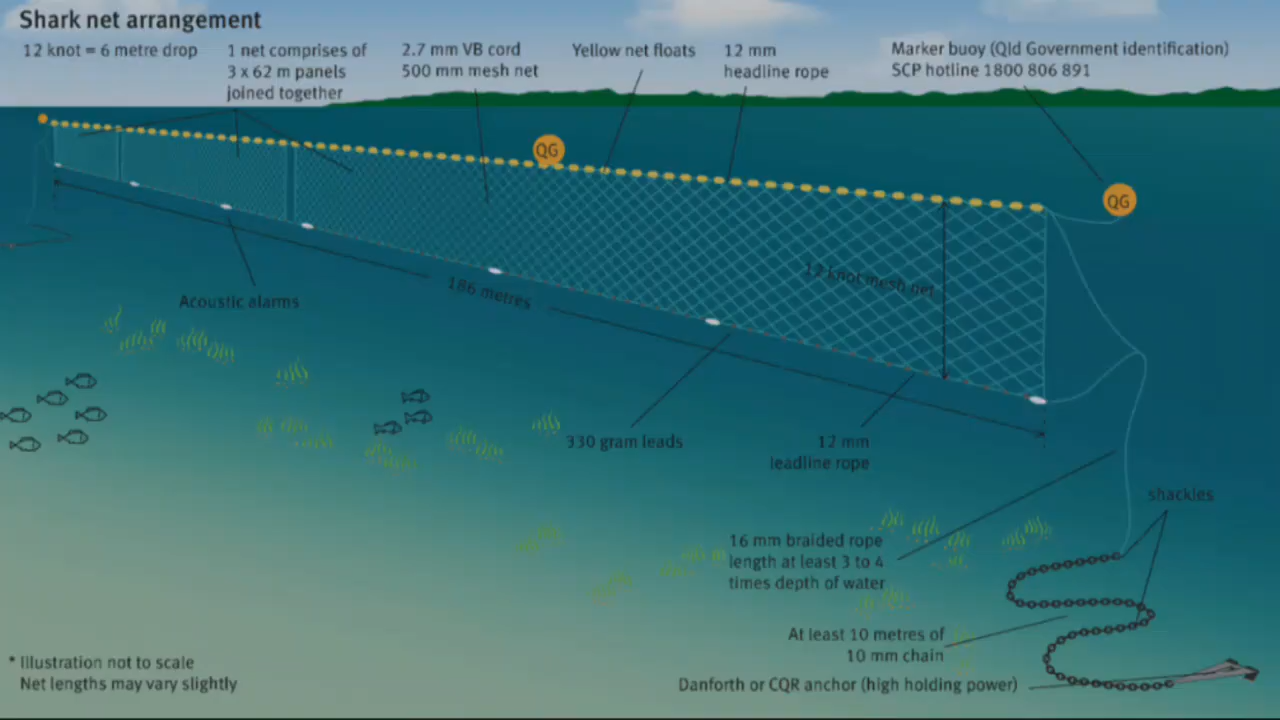 Shark net arrangement
12 knot = 6 metre drop
1 net comprises of
3 x 62 m panels
joined together
2.7 mm VB cord
500 mm mesh net
Yellow net floats
12 mm
headline rope
Marker buoy (Qld Government identification)
SCP hotline 1800 806 891
QG
QG
12 knot mesh net
186 metres
Acoustic alarms
330 gram leads
12 mm
leadline rope
shackles
16 mm braided rope
length at least 3 to 4
times depth of water
At least 10 metres of
10 mm chain
Danforth or CQR anchor (high holding power)
* Illustration not to scale
Net lengths may vary slightly